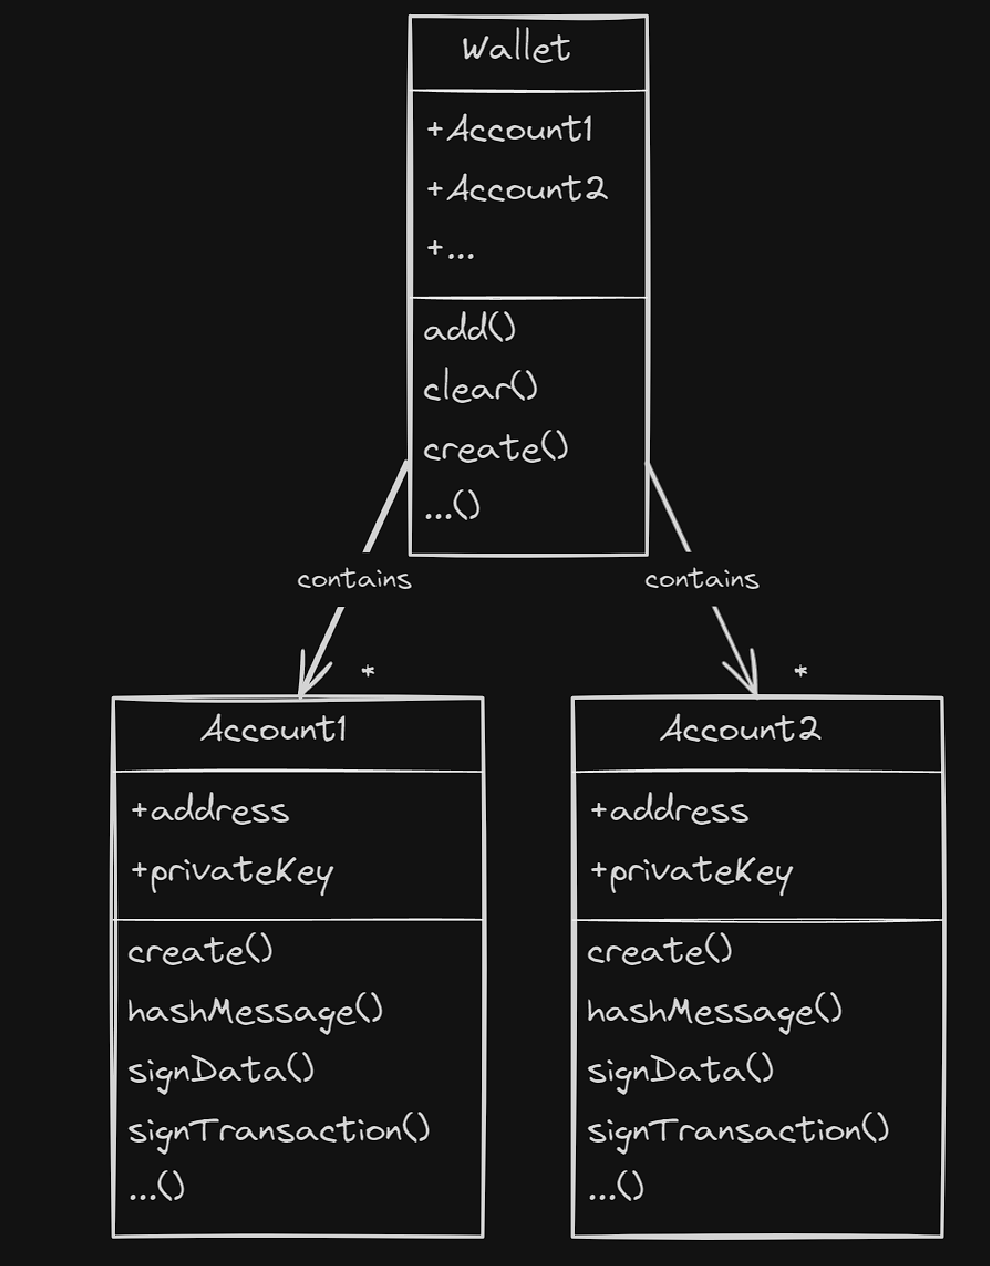 Wallet
+Account1
+Account2
+...
add()
clear()
create()
...()
contains
contains
*
*
Account1
+address
+privateKey
create()
hashMessage()
signData()
signTransaction()
...()
Account2
+address
+privateKey
create()
hashMessage()
signData()
signTransaction()
...()